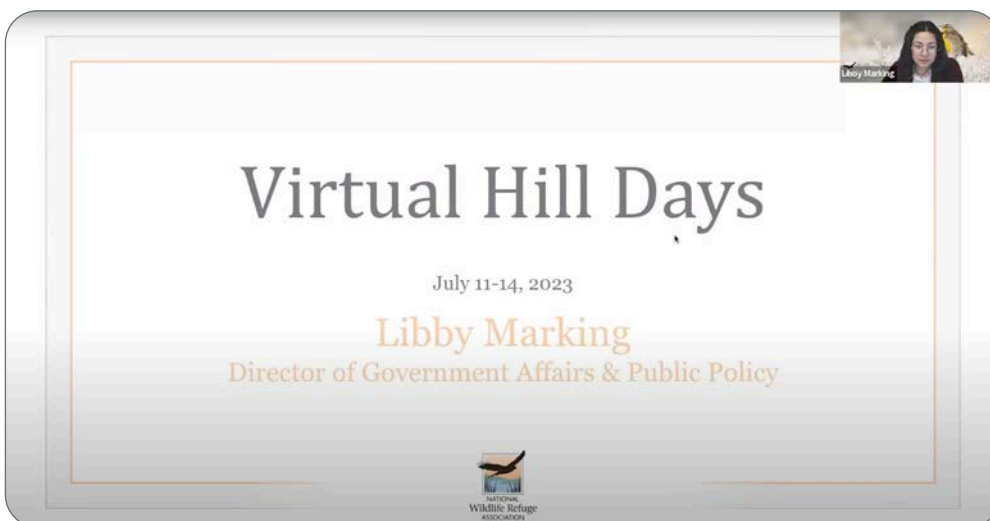 Libby Marking
Virtual Hill Days
July 11-14, 2023
Libby Marking
Director of Government Affairs & Public Policy
NATIONAL
Wildlife Refuge
ASSOCIATION